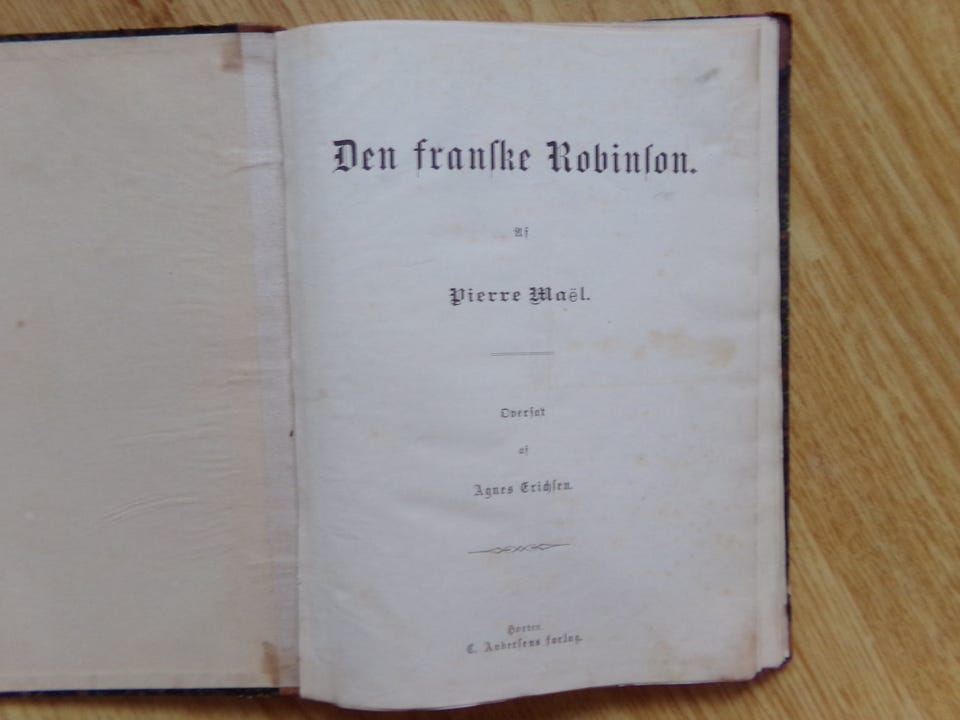 Den franske Robinson.
Af
Pierre Maël.
Oversat
af
Agnes Erichsen.
Horten.
C. Andersens forlag.